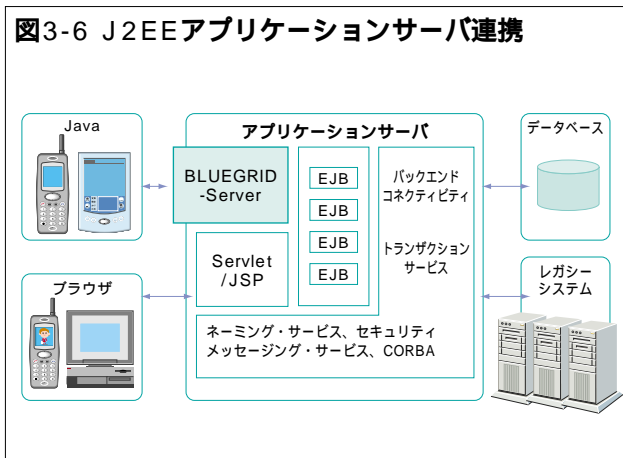 図3-6 J2EEアプリケーションサーバ連携
Java
アプリケーションサーバ
データベース
BLUEGRID
-Server
EJB
EJB
EJB
EJB
バックエンド
コネクティビティ
トランザクション
サービス
Servlet
/JSP
ブラウザ
レガシー
システム
ネーミング・サービス、セキュリティ
メッセージング・サービス、CORBA